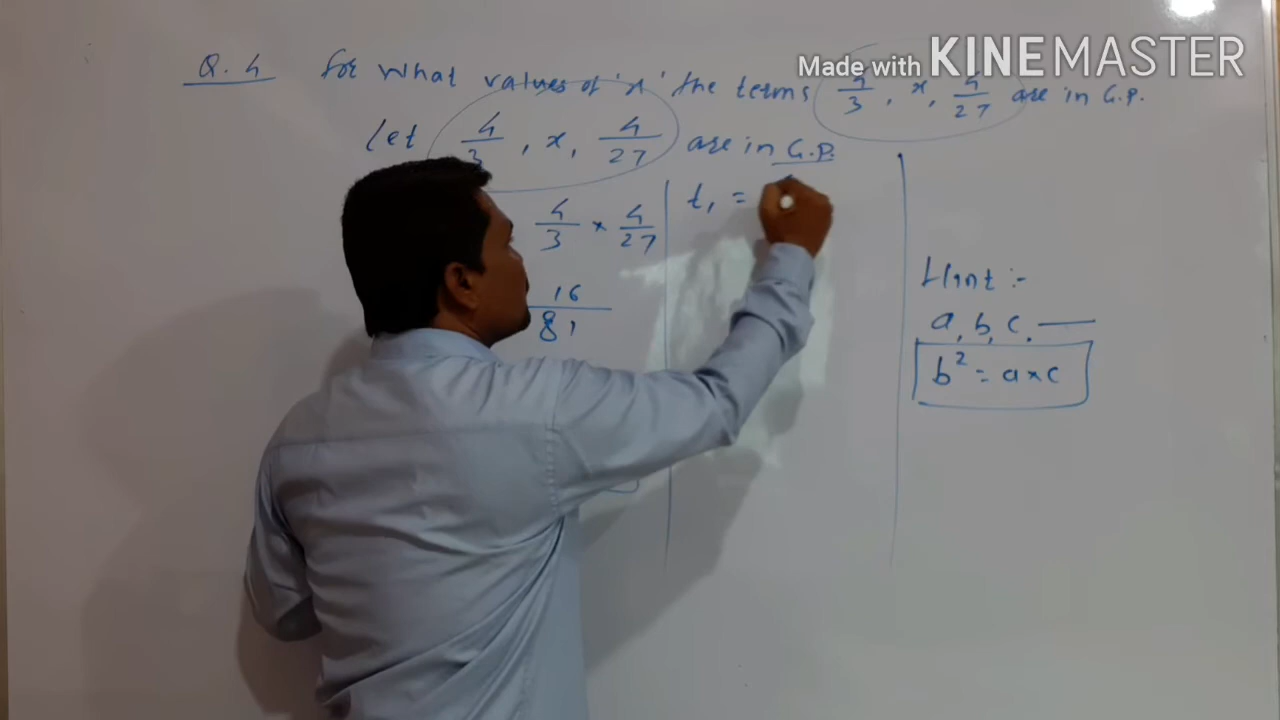 Made with KINEMASTER
Q. 4 for what values of 'x' the terms 4/3, x, 4/27 are in G.P.
Let 4/3, x, 4/27 are in G.P.
4/3 × 4/27
16/81
t₁ =
Hint :-
a, b, c, —
b² = a×c